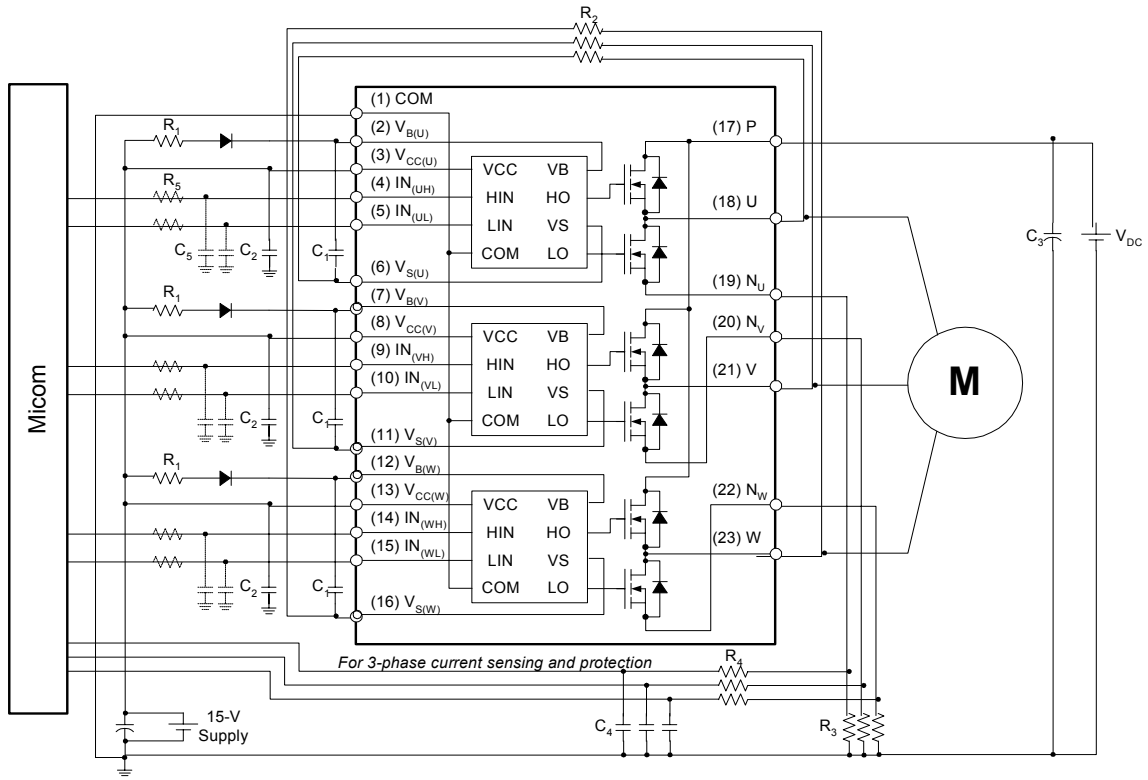 R2
(1) COM
(2) VB(U)
(3) VCC(U)
(4) IN(UH)
(5) IN(UL)
(6) VS(U)
(7) VB(V)
(8) VCC(V)
(9) IN(VH)
(10) IN(VL)
(11) VS(V)
(12) VB(W)
(13) VCC(W)
(14) IN(WH)
(15) IN(WL)
(16) VS(W)
VCC VB
HIN HO
LIN VS
COM LO
VCC VB
HIN HO
LIN VS
COM LO
VCC VB
HIN HO
LIN VS
COM LO
(17) P
(18) U
(19) NU
(20) NV
(21) V
(22) NW
(23) W
R1
R5
C5 C2 C1
R1
C2 C1
R1
C2 C1
Micom
C3 VDC
M
For 3-phase current sensing and protection
R4
C4
R3
15-V
Supply